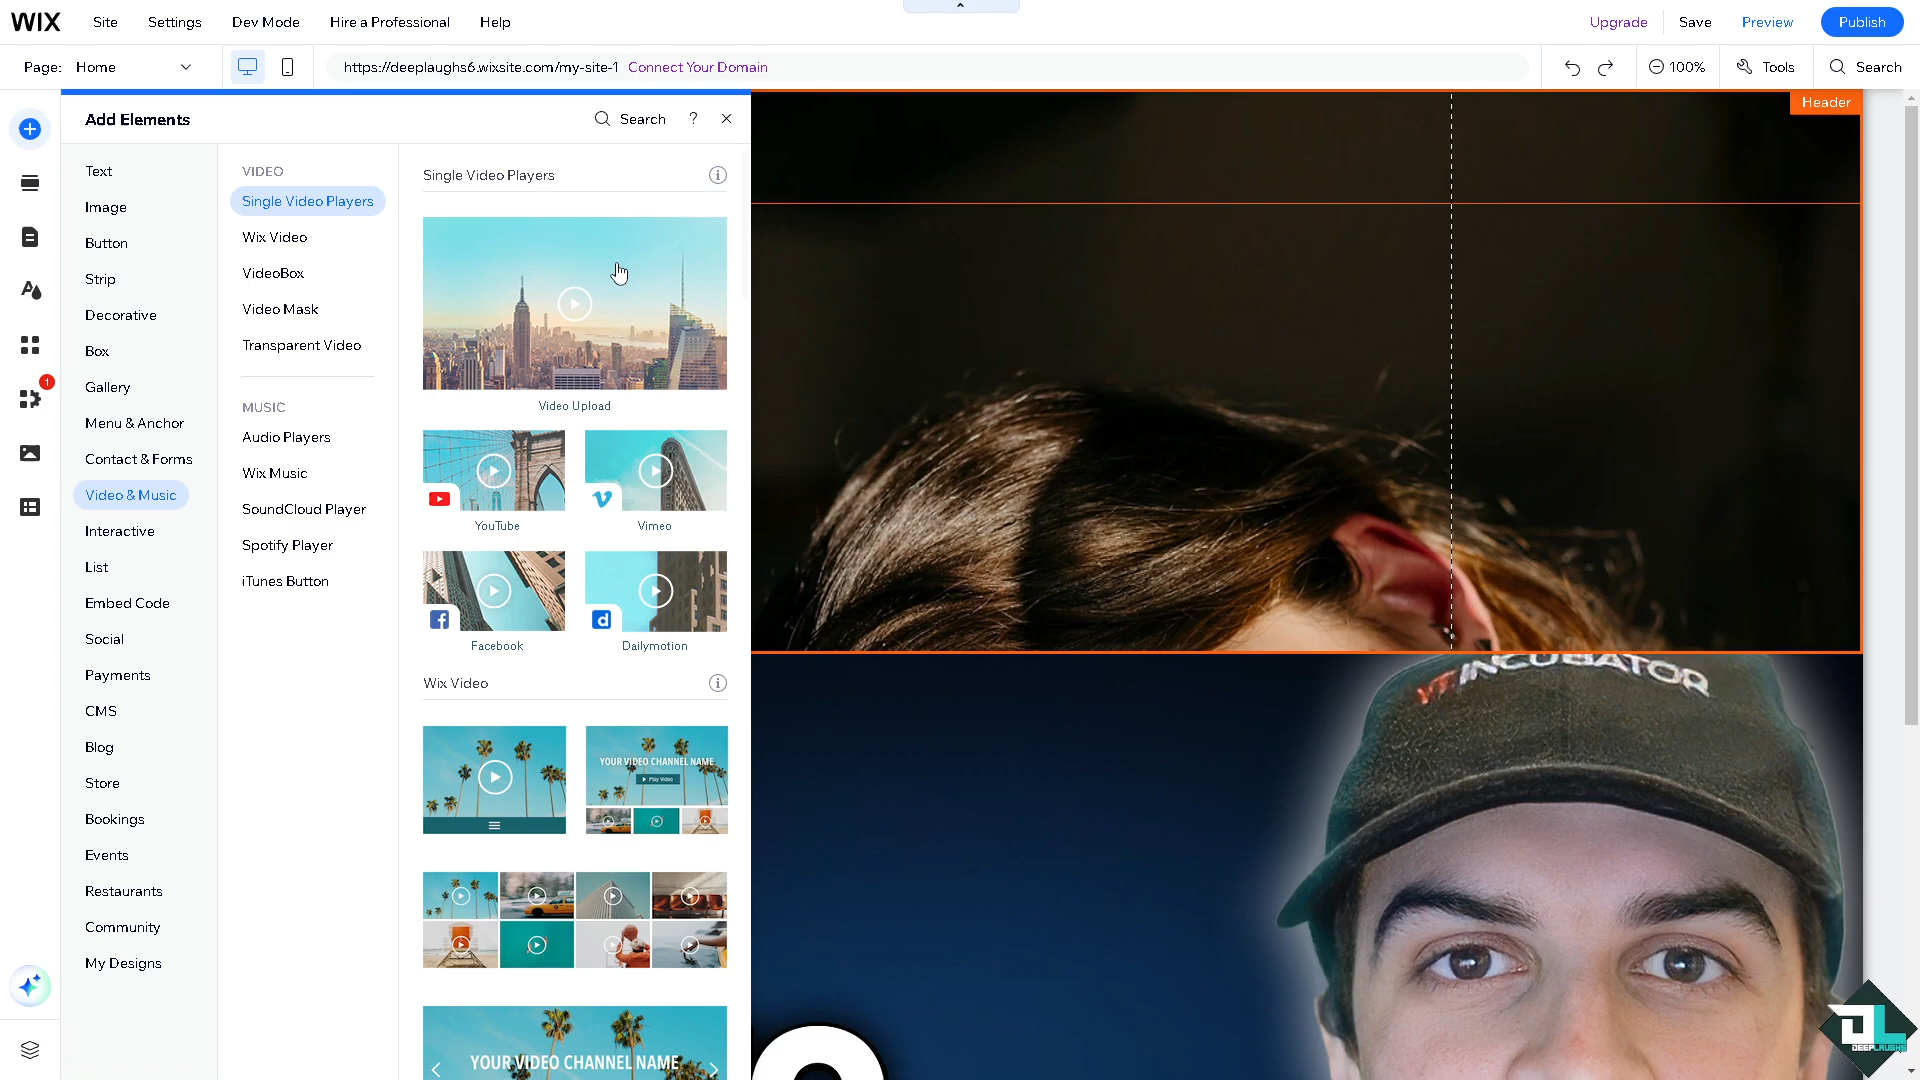 WIX Site Settings Dev Mode Hire a Professional Help Upgrade Save Preview Publish
Page: Home https://deeplaughs6.wixsite.com/my-site-1 Connect Your Domain 100% Tools Search
Add Elements Search ?
Header
Text
Image
Button
Strip
Decorative
Box
Gallery
Menu & Anchor
Contact & Forms
Video & Music
Interactive
List
Embed Code
Social
Payments
CMS
Blog
Store
Bookings
Events
Restaurants
Community
My Designs
1
VIDEO
Single Video Players
Wix Video
VideoBox
Video Mask
Transparent Video
MUSIC
Audio Players
Wix Music
SoundCloud Player
Spotify Player
iTunes Button
Single Video Players
Video Upload
YouTube Vimeo
Facebook Dailymotion
Wix Video
YOUR VIDEO CHANNEL NAME
Play Video
YOUR VIDEO CHANNEL NAME
INCUBATOR
DL
DEEPLAUGHS